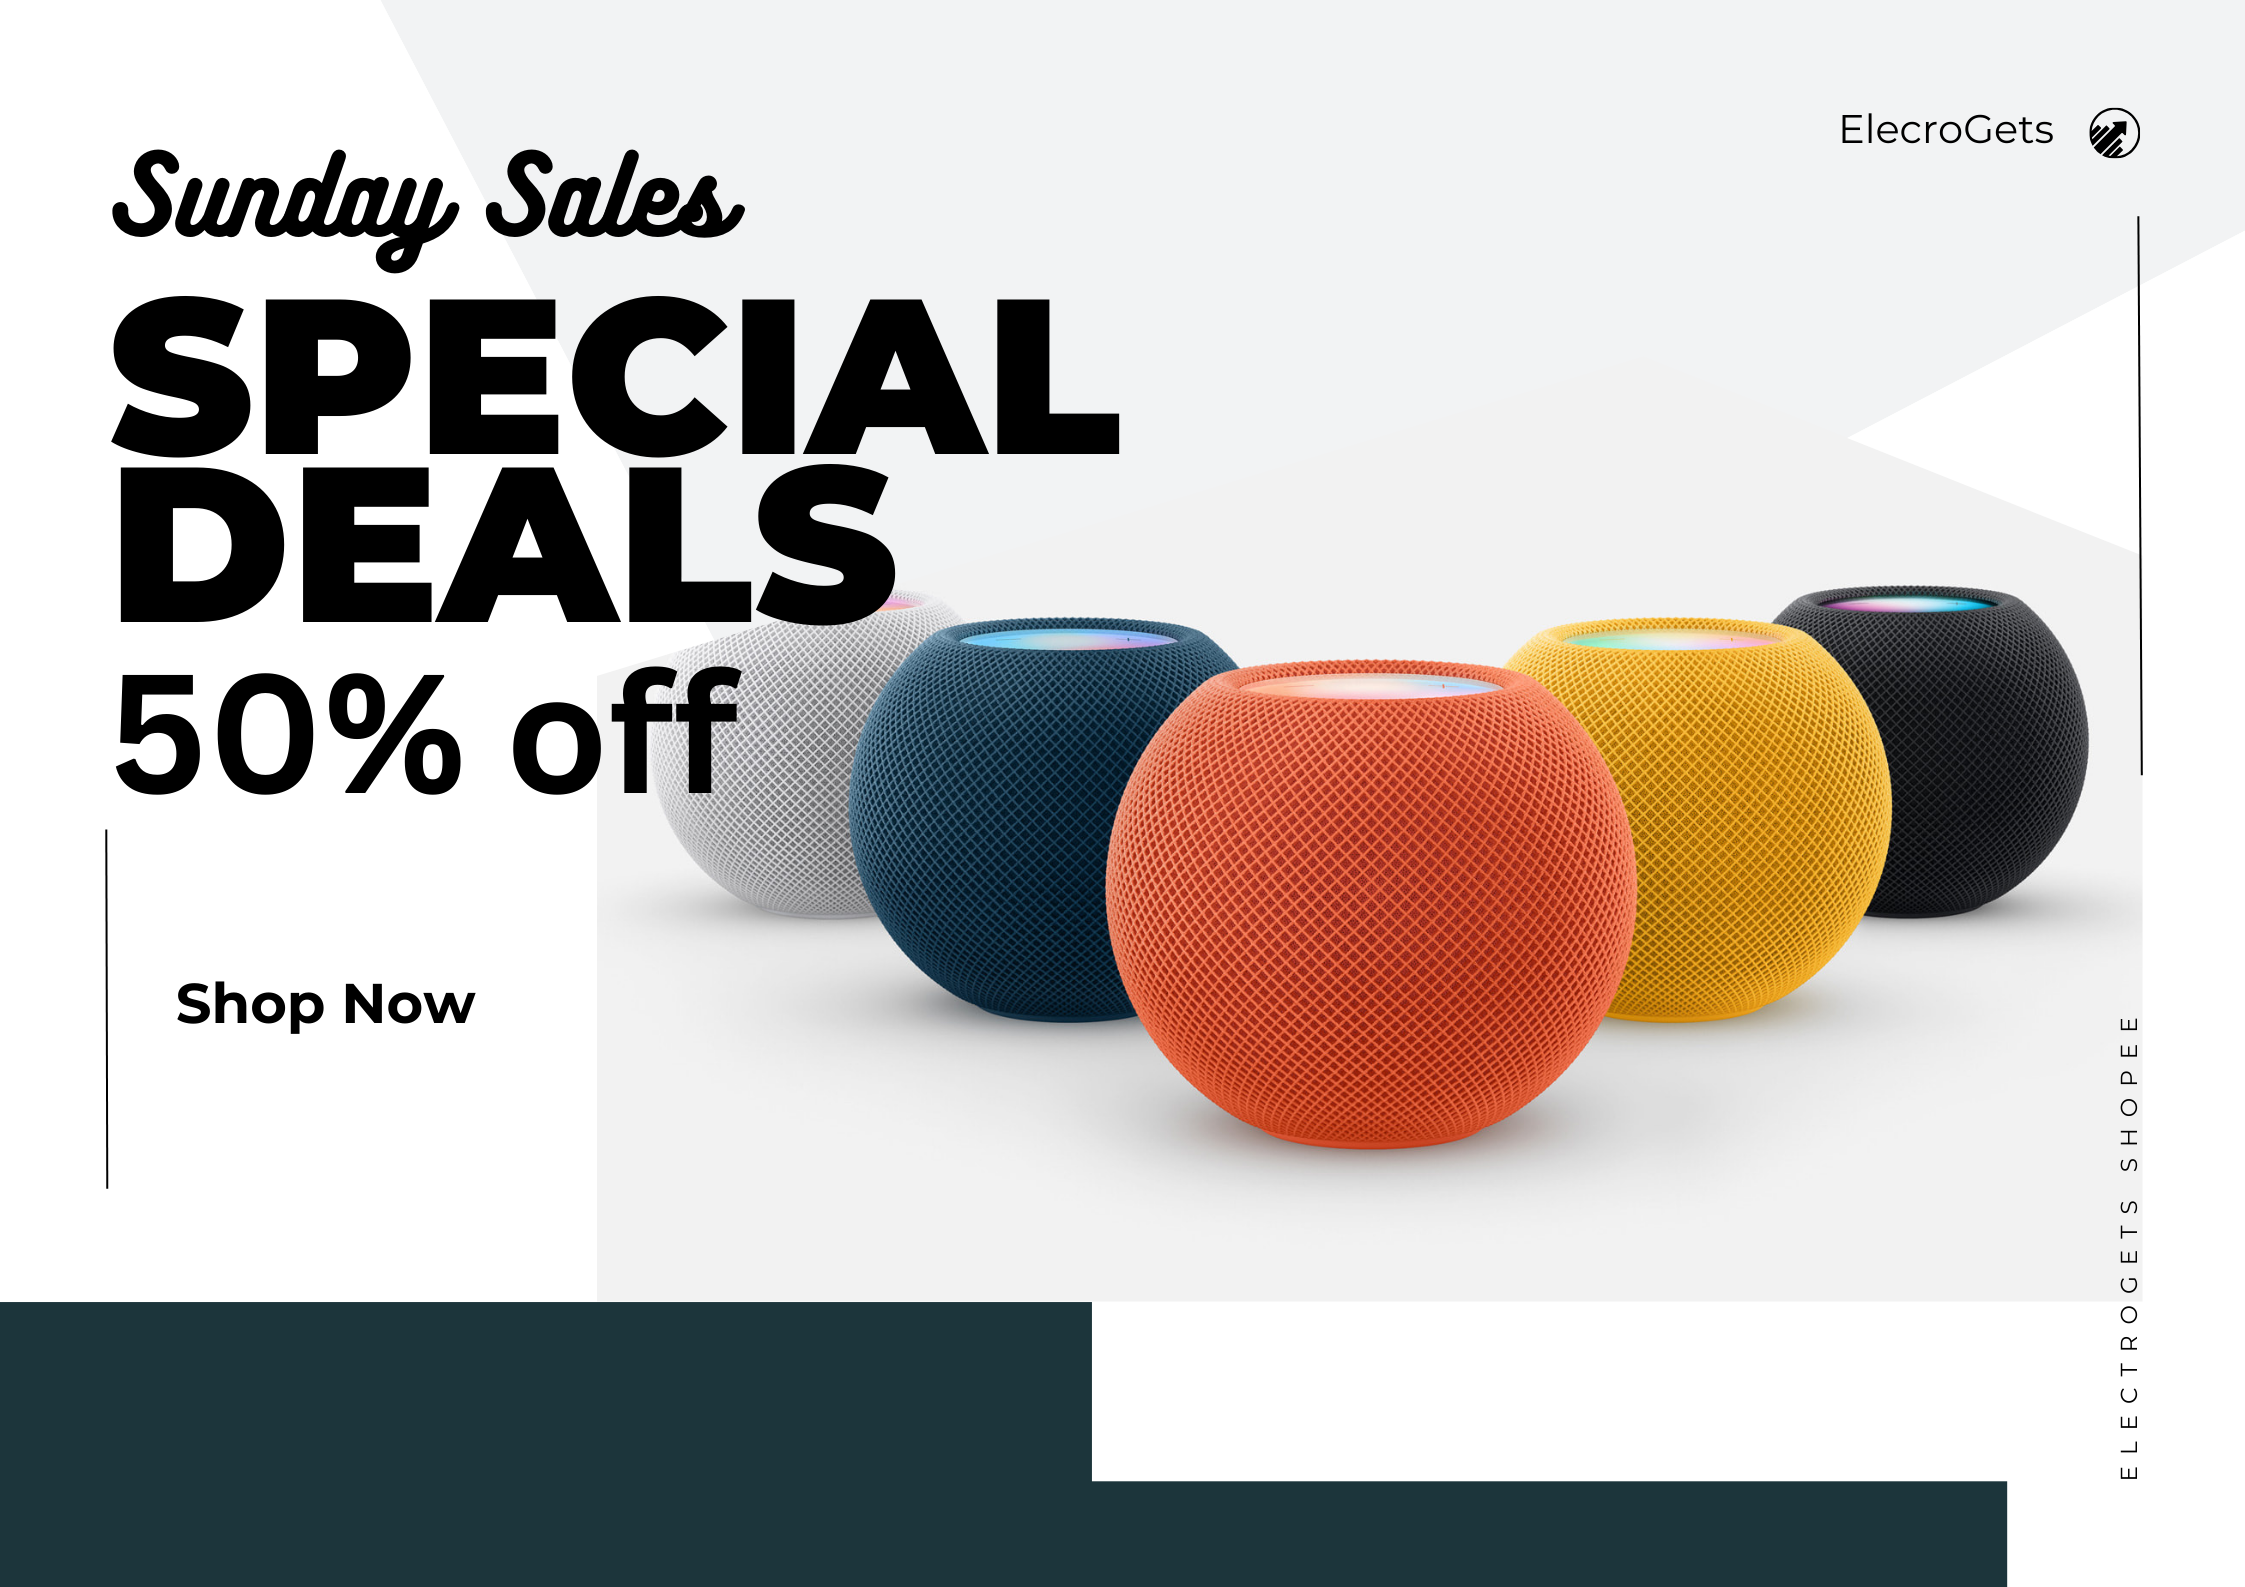 ElecroGets
Sunday Sales
SPECIAL
DEALS
50% off
Shop Now
ELECTROGETS SHOPEE